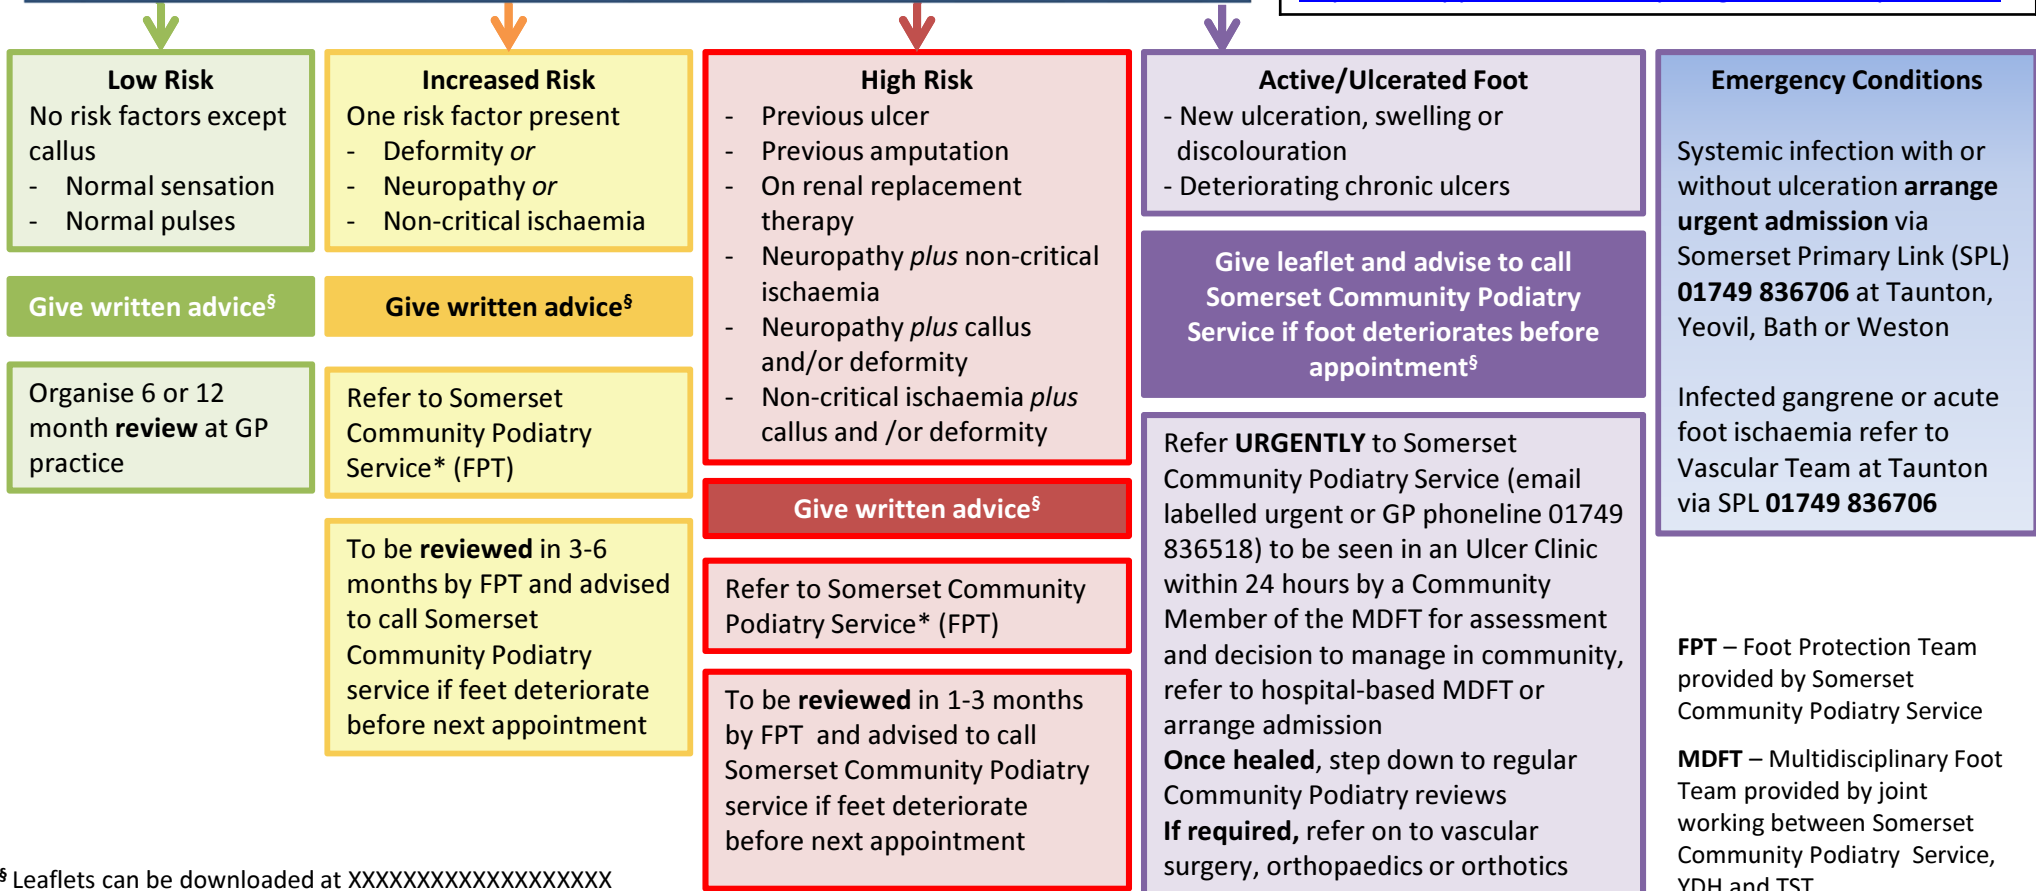 Low Risk
No risk factors except
callus
- Normal sensation
- Normal pulses
Give written advice§
Organise 6 or 12
month review at GP
practice
Increased Risk
One risk factor present
- Deformity or
- Neuropathy or
- Non-critical ischaemia
Give written advice§
Refer to Somerset
Community Podiatry
Service* (FPT)
To be reviewed in 3-6
months by FPT and advised
to call Somerset
Community Podiatry
service if feet deteriorate
before next appointment
High Risk
- Previous ulcer
- Previous amputation
- On renal replacement
therapy
- Neuropathy plus non-critical
ischaemia
- Neuropathy plus callus
and/or deformity
- Non-critical ischaemia plus
callus and /or deformity
Give written advice§
Refer to Somerset Community
Podiatry Service* (FPT)
To be reviewed in 1-3 months
by FPT and advised to call
Somerset Community Podiatry
service if feet deteriorate
before next appointment
Active/Ulcerated Foot
- New ulceration, swelling or
discolouration
- Deteriorating chronic ulcers
Give leaflet and advise to call
Somerset Community Podiatry
Service if foot deteriorates before
appointment§
Refer URGENTLY to Somerset
Community Podiatry Service (email
labelled urgent or GP phoneline 01749
836518) to be seen in an Ulcer Clinic
within 24 hours by a Community
Member of the MDFT for assessment
and decision to manage in community,
refer to hospital-based MDFT or
arrange admission
Once healed, step down to regular
Community Podiatry reviews
If required, refer on to vascular
surgery, orthopaedics or orthotics
Emergency Conditions
Systemic infection with or
without ulceration arrange
urgent admission via
Somerset Primary Link (SPL)
01749 836706 at Taunton,
Yeovil, Bath or Weston
Infected gangrene or acute
foot ischaemia refer to
Vascular Team at Taunton
via SPL 01749 836706
FPT – Foot Protection Team
provided by Somerset
Community Podiatry Service
MDFT – Multidisciplinary Foot
Team provided by joint
working between Somerset
Community Podiatry Service,
YDH and TST
§ Leaflets can be downloaded at XXXXXXXXXXXXXXXXXXX